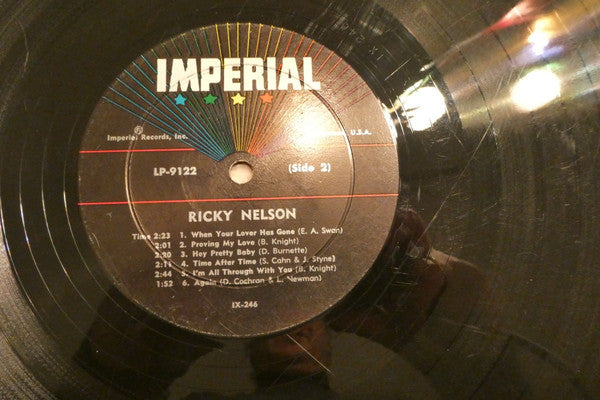 IMPERIAL
Imperial Records, Inc. U.S.A.
LP-9122 (Side 2)
RICKY NELSON
Time 2:23 1. When Your Lover Has Gone (E. A. Swan)
2:01 2. Proving My Love (B. Knight)
2:20 3. Hey Pretty Baby (D. Burnette)
2:11 4. Time After Time (S. Cahn & J. Styne)
2:44 5. I'm All Through With You (B. Knight)
1:52 6. Again (D. Cochran & L. Newman)
IX-246